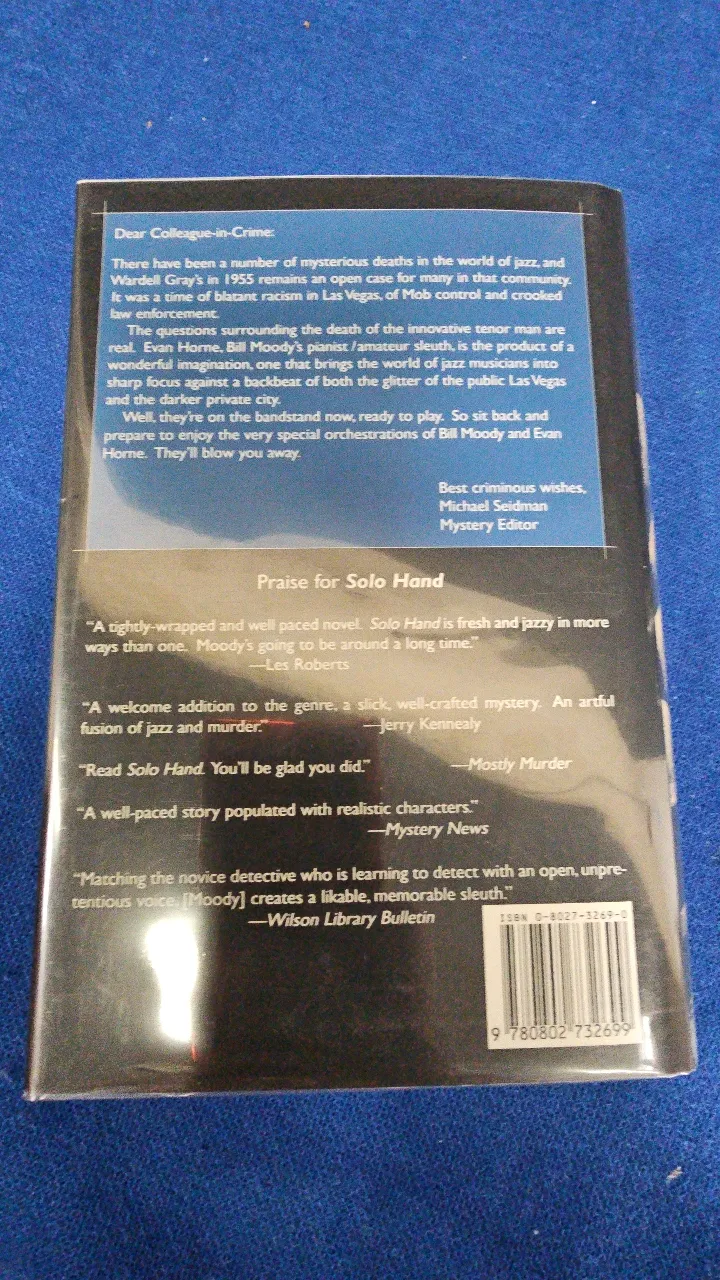 Dear Colleague-in-Crime:
There have been a number of mysterious deaths in the world of jazz, and
Wardell Gray's in 1955 remains an open case for many in that community.
It was a time of blatant racism in Las Vegas, of Mob control and crooked
law enforcement.
The questions surrounding the death of the innovative tenor man are
real. Evan Horne, Bill Moody's pianist/amateur sleuth, is the product of a
wonderful imagination, one that brings the world of jazz musicians into
sharp focus against a backbeat of both the glitter of the public Las Vegas
and the darker private city.
Well, they're on the bandstand now, ready to play. So sit back and
prepare to enjoy the very special orchestrations of Bill Moody and Evan
Horne. They'll blow you away.
Best criminous wishes,
Michael Seidman
Mystery Editor
Praise for Solo Hand
"A tightly-wrapped and well paced novel. Solo Hand is fresh and jazzy in more
ways than one. Moody's going to be around a long time."
—Les Roberts
"A welcome addition to the genre, a slick, well-crafted mystery. An artful
fusion of jazz and murder." —Jerry Kennealy
"Read Solo Hand. You'll be glad you did." —Mostly Murder
"A well-paced story populated with realistic characters."
—Mystery News
"Matching the novice detective who is learning to detect with an open, unpre-
tentious voice, [Moody] creates a likable, memorable sleuth."
—Wilson Library Bulletin
ISBN 0-8027-3269-0
9 780802 732699